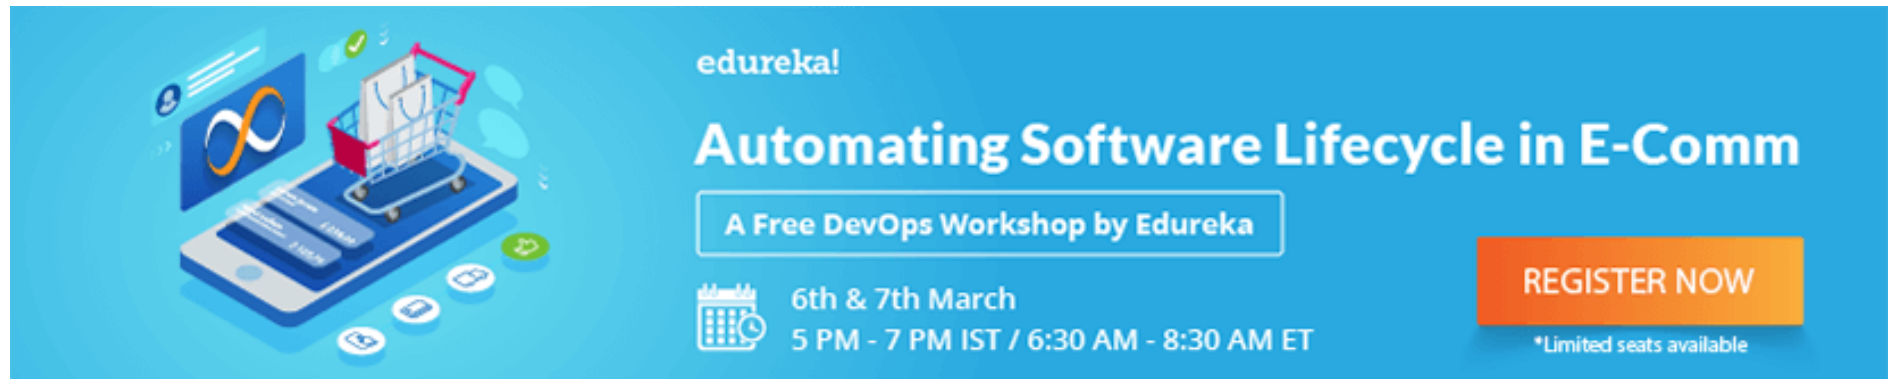 edureka!
Automating Software Lifecycle in E-Comm
A Free DevOps Workshop by Edureka
6th & 7th March
5 PM - 7 PM IST / 6:30 AM - 8:30 AM ET
REGISTER NOW
*Limited seats available